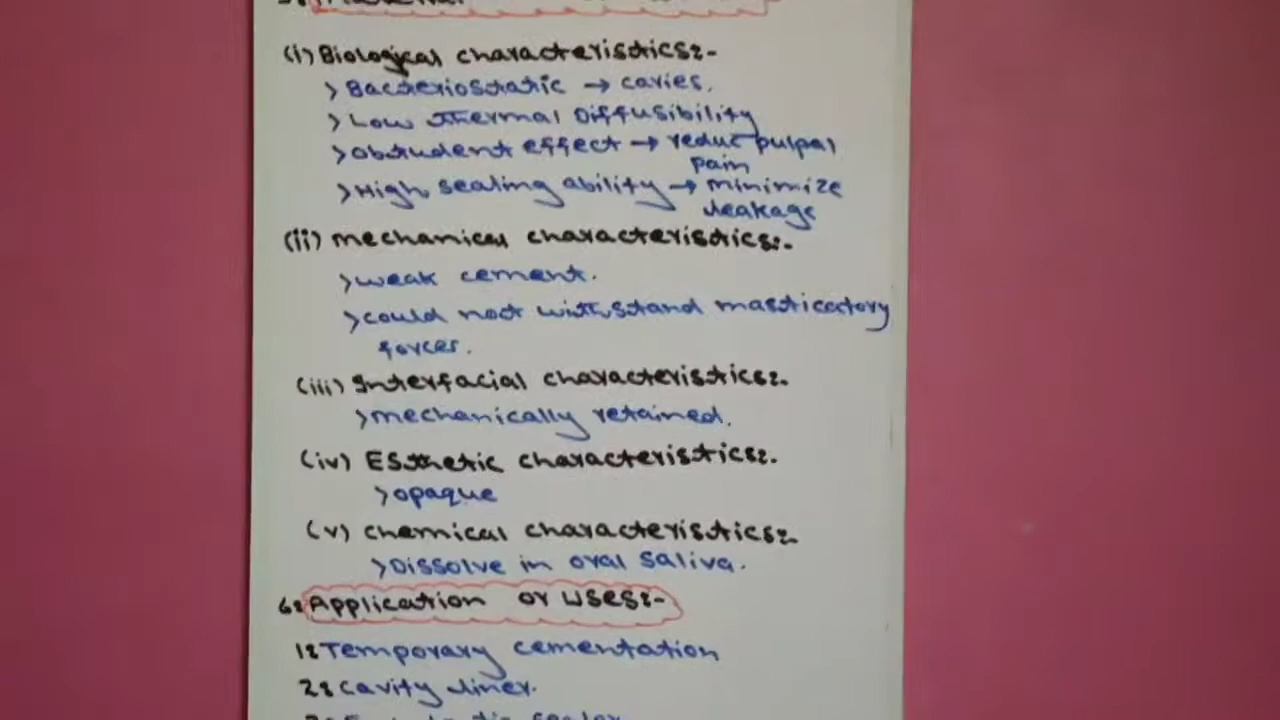 (i) Biological characteristics:-
> Bacteriostatic → caries.
> Low thermal Diffusibility
> obtudent effect → reduc pulpal
pain
> High sealing ability → minimize
leakage
(ii) mechanical characteristics:-
> weak cement.
> could not withstand masticatory
forces.
(iii) Interfacial characteristics:-
> mechanically retained.
(iv) Esthetic characteristics:-
> opaque
(v) chemical characteristics:-
> Dissolve in oral saliva.
6: Application or uses:-
1: Temporary cementation
2: cavity liner.